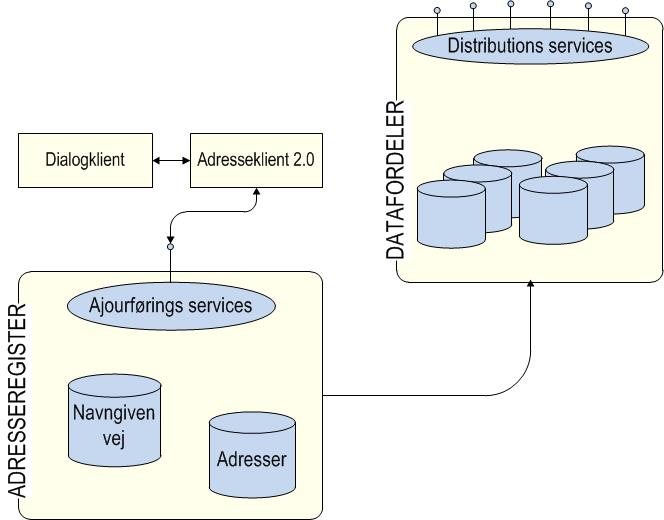 Distributions services
DATAFORDELER
Dialogklient
Adresseklient 2.0
Ajourførings services
ADRESSEREGISTER
Navngiven
vej
Adresser